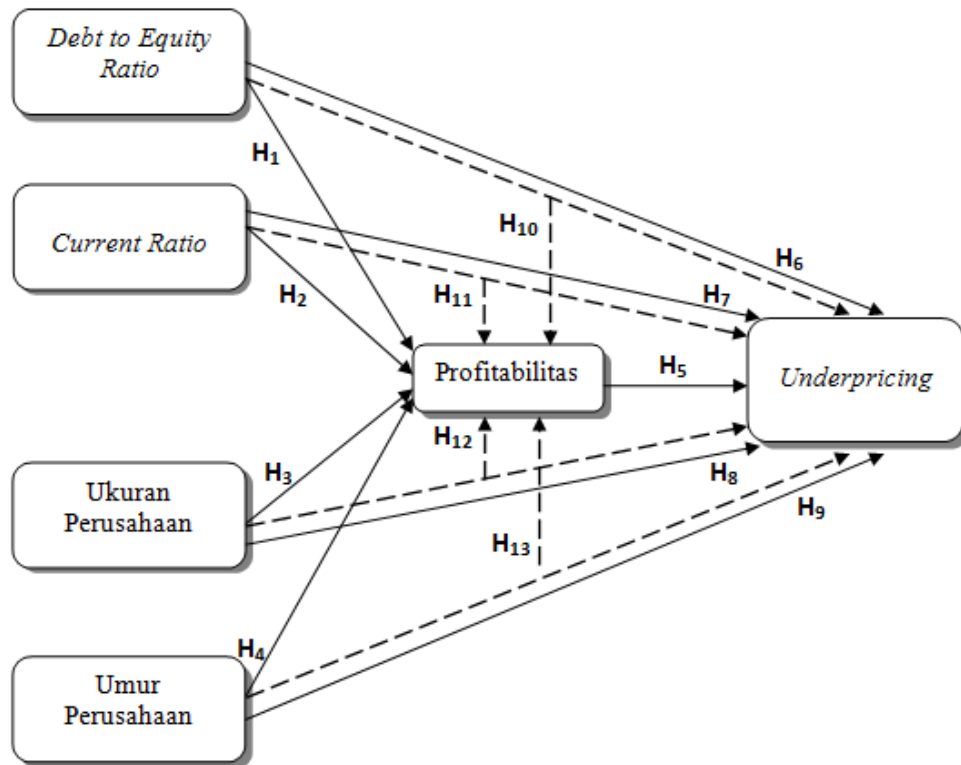 Debt to Equity
Ratio
H₁
Current Ratio
H₁₀
H₆
H₂
H₁₁
H₇
Profitabilitas
H₅
Underpricing
H₁₂
H₃
H₈
Ukuran
Perusahaan
H₉
H₁₃
H₄
Umur
Perusahaan